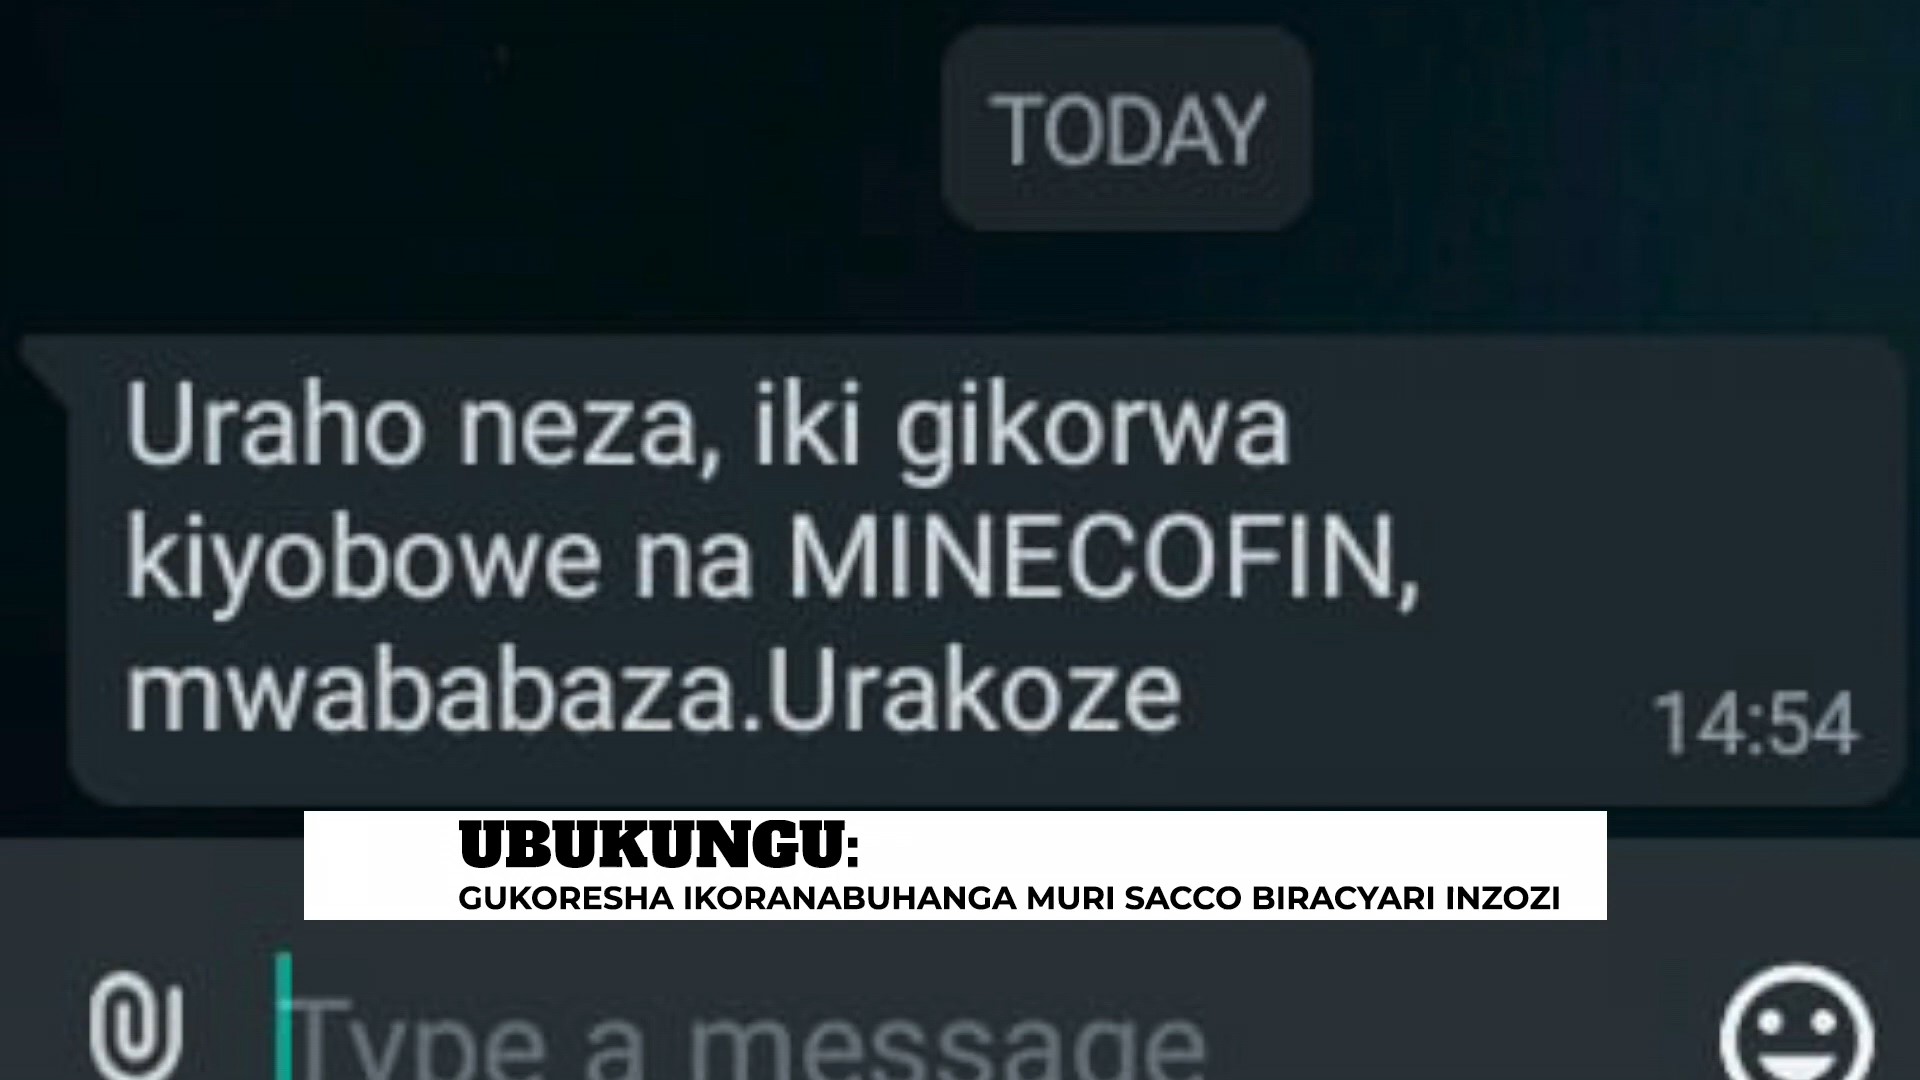 TODAY
Uraho neza, iki gikorwa
kiyobowe na MINECOFIN,
mwababaza.Urakoze
14:54
UBUKUNGU:
GUKORESHA IKORANABUHANGA MURI SACCO BIRACYARI INZOZI
Type a message